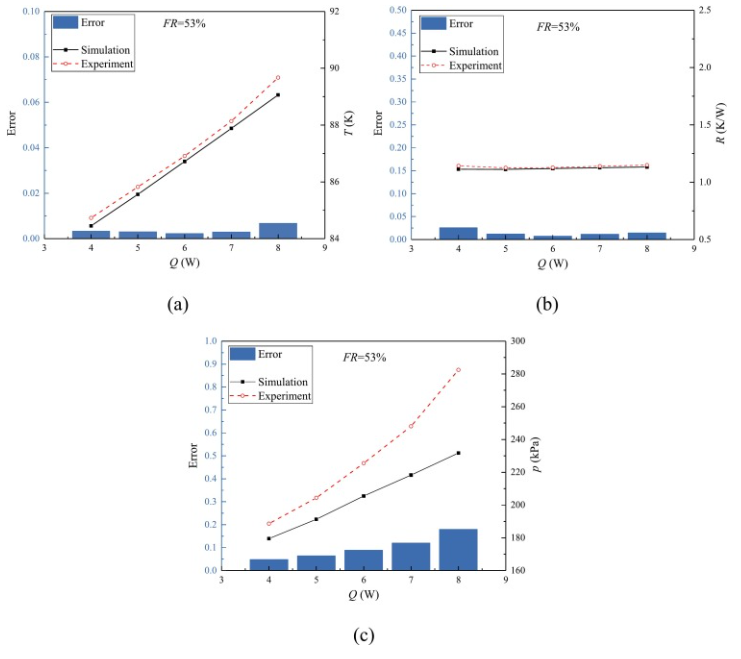 Error
Simulation
Experiment
FR=53%
0.10
0.08
0.06
0.04
0.02
0.00
Error
92
90
88
86
84
T (K)
3 4 5 6 7 8 9
Q (W)
(a)
Error
Simulation
Experiment
FR=53%
0.50
0.45
0.40
0.35
0.30
0.25
0.20
0.15
0.10
0.05
0.00
Error
2.5
2.0
1.5
1.0
0.5
R (K/W)
3 4 5 6 7 8 9
Q (W)
(b)
Error
Simulation
Experiment
FR=53%
1.0
0.9
0.8
0.7
0.6
0.5
0.4
0.3
0.2
0.1
0.0
Error
300
280
260
240
220
200
180
160
p (kPa)
3 4 5 6 7 8 9
Q (W)
(c)